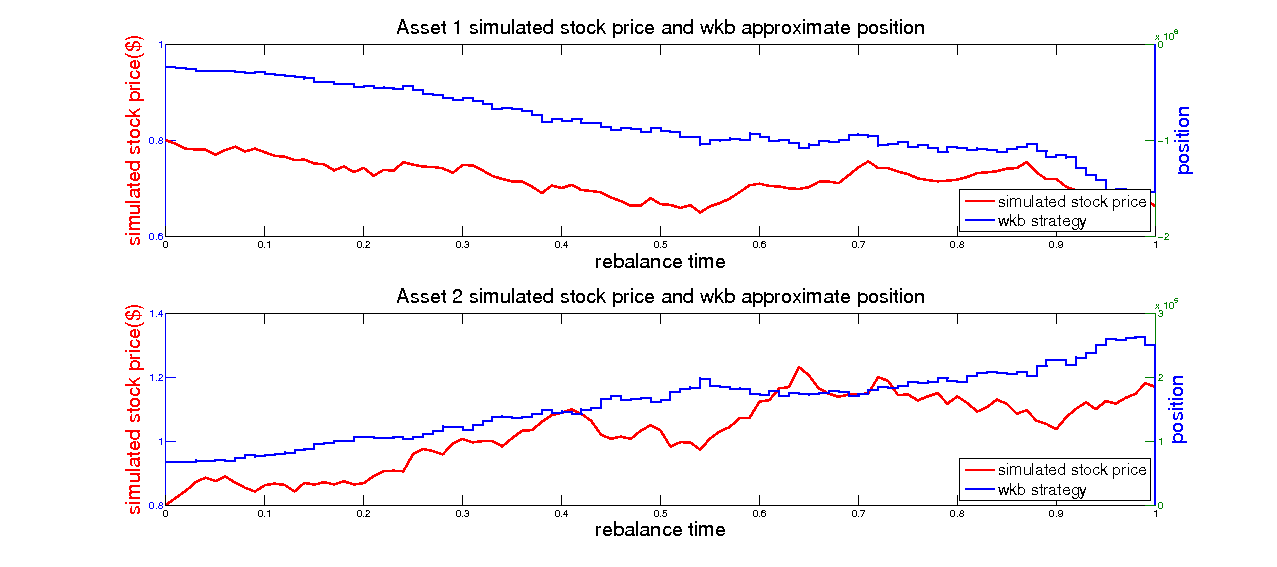 Asset 1 simulated stock price and wkb approximate position
simulated stock price($)
1
0.8
0.6
0
-1
-2
position
simulated stock price
wkb strategy
0 0.1 0.2 0.3 0.4 0.5 0.6 0.7 0.8 0.9 1
rebalance time
Asset 2 simulated stock price and wkb approximate position
simulated stock price($)
1.4
1.2
1
0.8
3
2
1
0
position
simulated stock price
wkb strategy
0 0.1 0.2 0.3 0.4 0.5 0.6 0.7 0.8 0.9 1
rebalance time